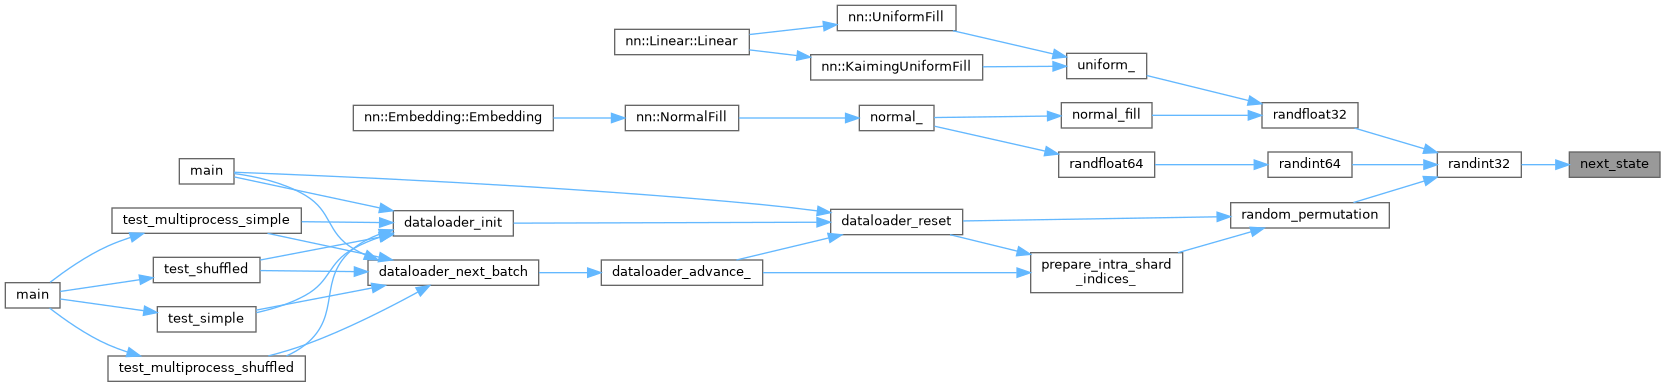 nn::UniformFill
nn::Linear::Linear
nn::KaimingUniformFill
uniform_
nn::Embedding::Embedding
nn::NormalFill
normal_
normal_fill
randfloat32
randfloat64
randint64
randint32
next_state
main
test_multiprocess_simple
dataloader_init
dataloader_reset
random_permutation
test_shuffled
dataloader_next_batch
dataloader_advance_
prepare_intra_shard
_indices_
main
test_simple
test_multiprocess_shuffled